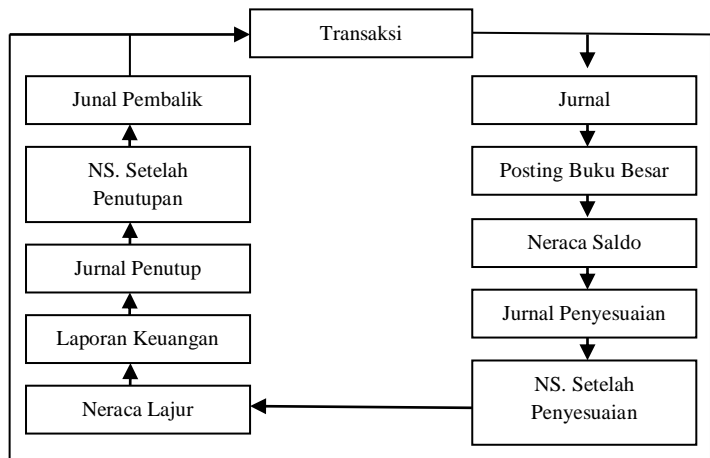 Transaksi
Jurnal
Posting Buku Besar
Neraca Saldo
Jurnal Penyesuaian
NS. Setelah
Penyesuaian
Neraca Lajur
Laporan Keuangan
Jurnal Penutup
NS. Setelah
Penutupan
Junal Pembalik